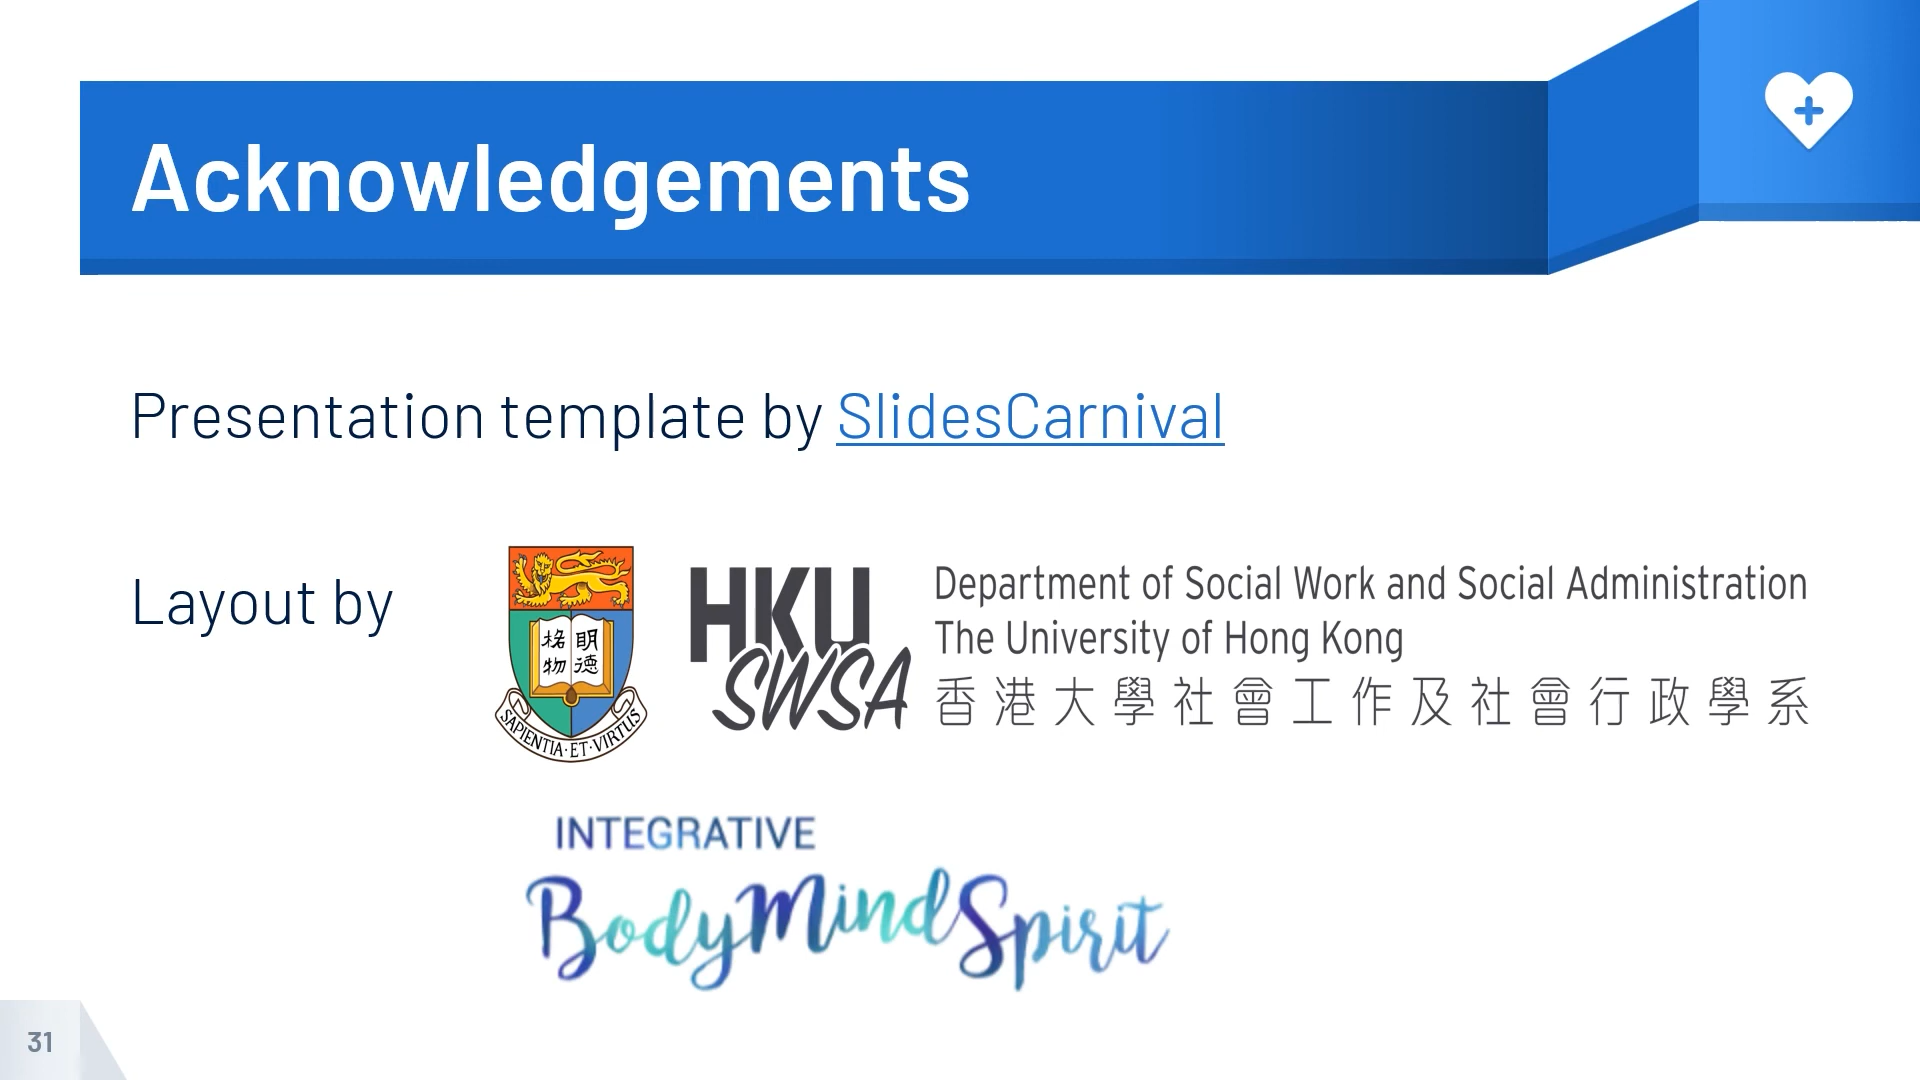 Acknowledgements
Presentation template by SlidesCarnival
Layout by
格物
明德
SAPIENTIA·ET·VIRTUS
HKU
SWSA
Department of Social Work and Social Administration
The University of Hong Kong
香港大學社會工作及社會行政學系
INTEGRATIVE
BodyMindSpirit
31